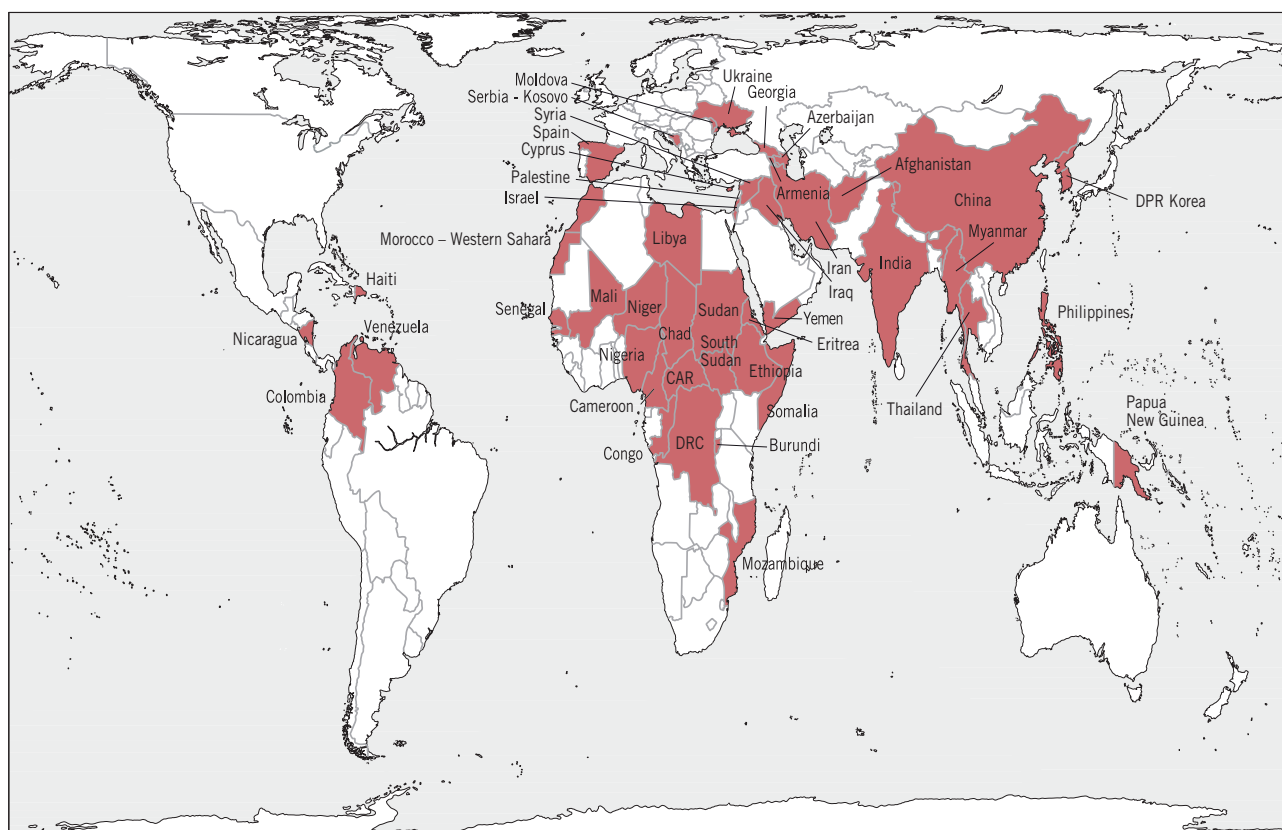 Moldova
Ukraine
Serbia - Kosovo
Georgia
Syria
Azerbaijan
Spain
Cyprus
Afghanistan
Palestine
Armenia
Israel
China
DPR Korea
Myanmar
Morocco – Western Sahara
Libya
Iran
India
Haiti
Iraq
Mali
Niger
Sudan
Senegal
Yemen
Philippines
Venezuela
Chad
Eritrea
Nicaragua
South
Sudan
Nigeria
Ethiopia
CAR
Colombia
Cameroon
Somalia
Thailand
Papua
New Guinea
DRC
Burundi
Congo
Mozambique